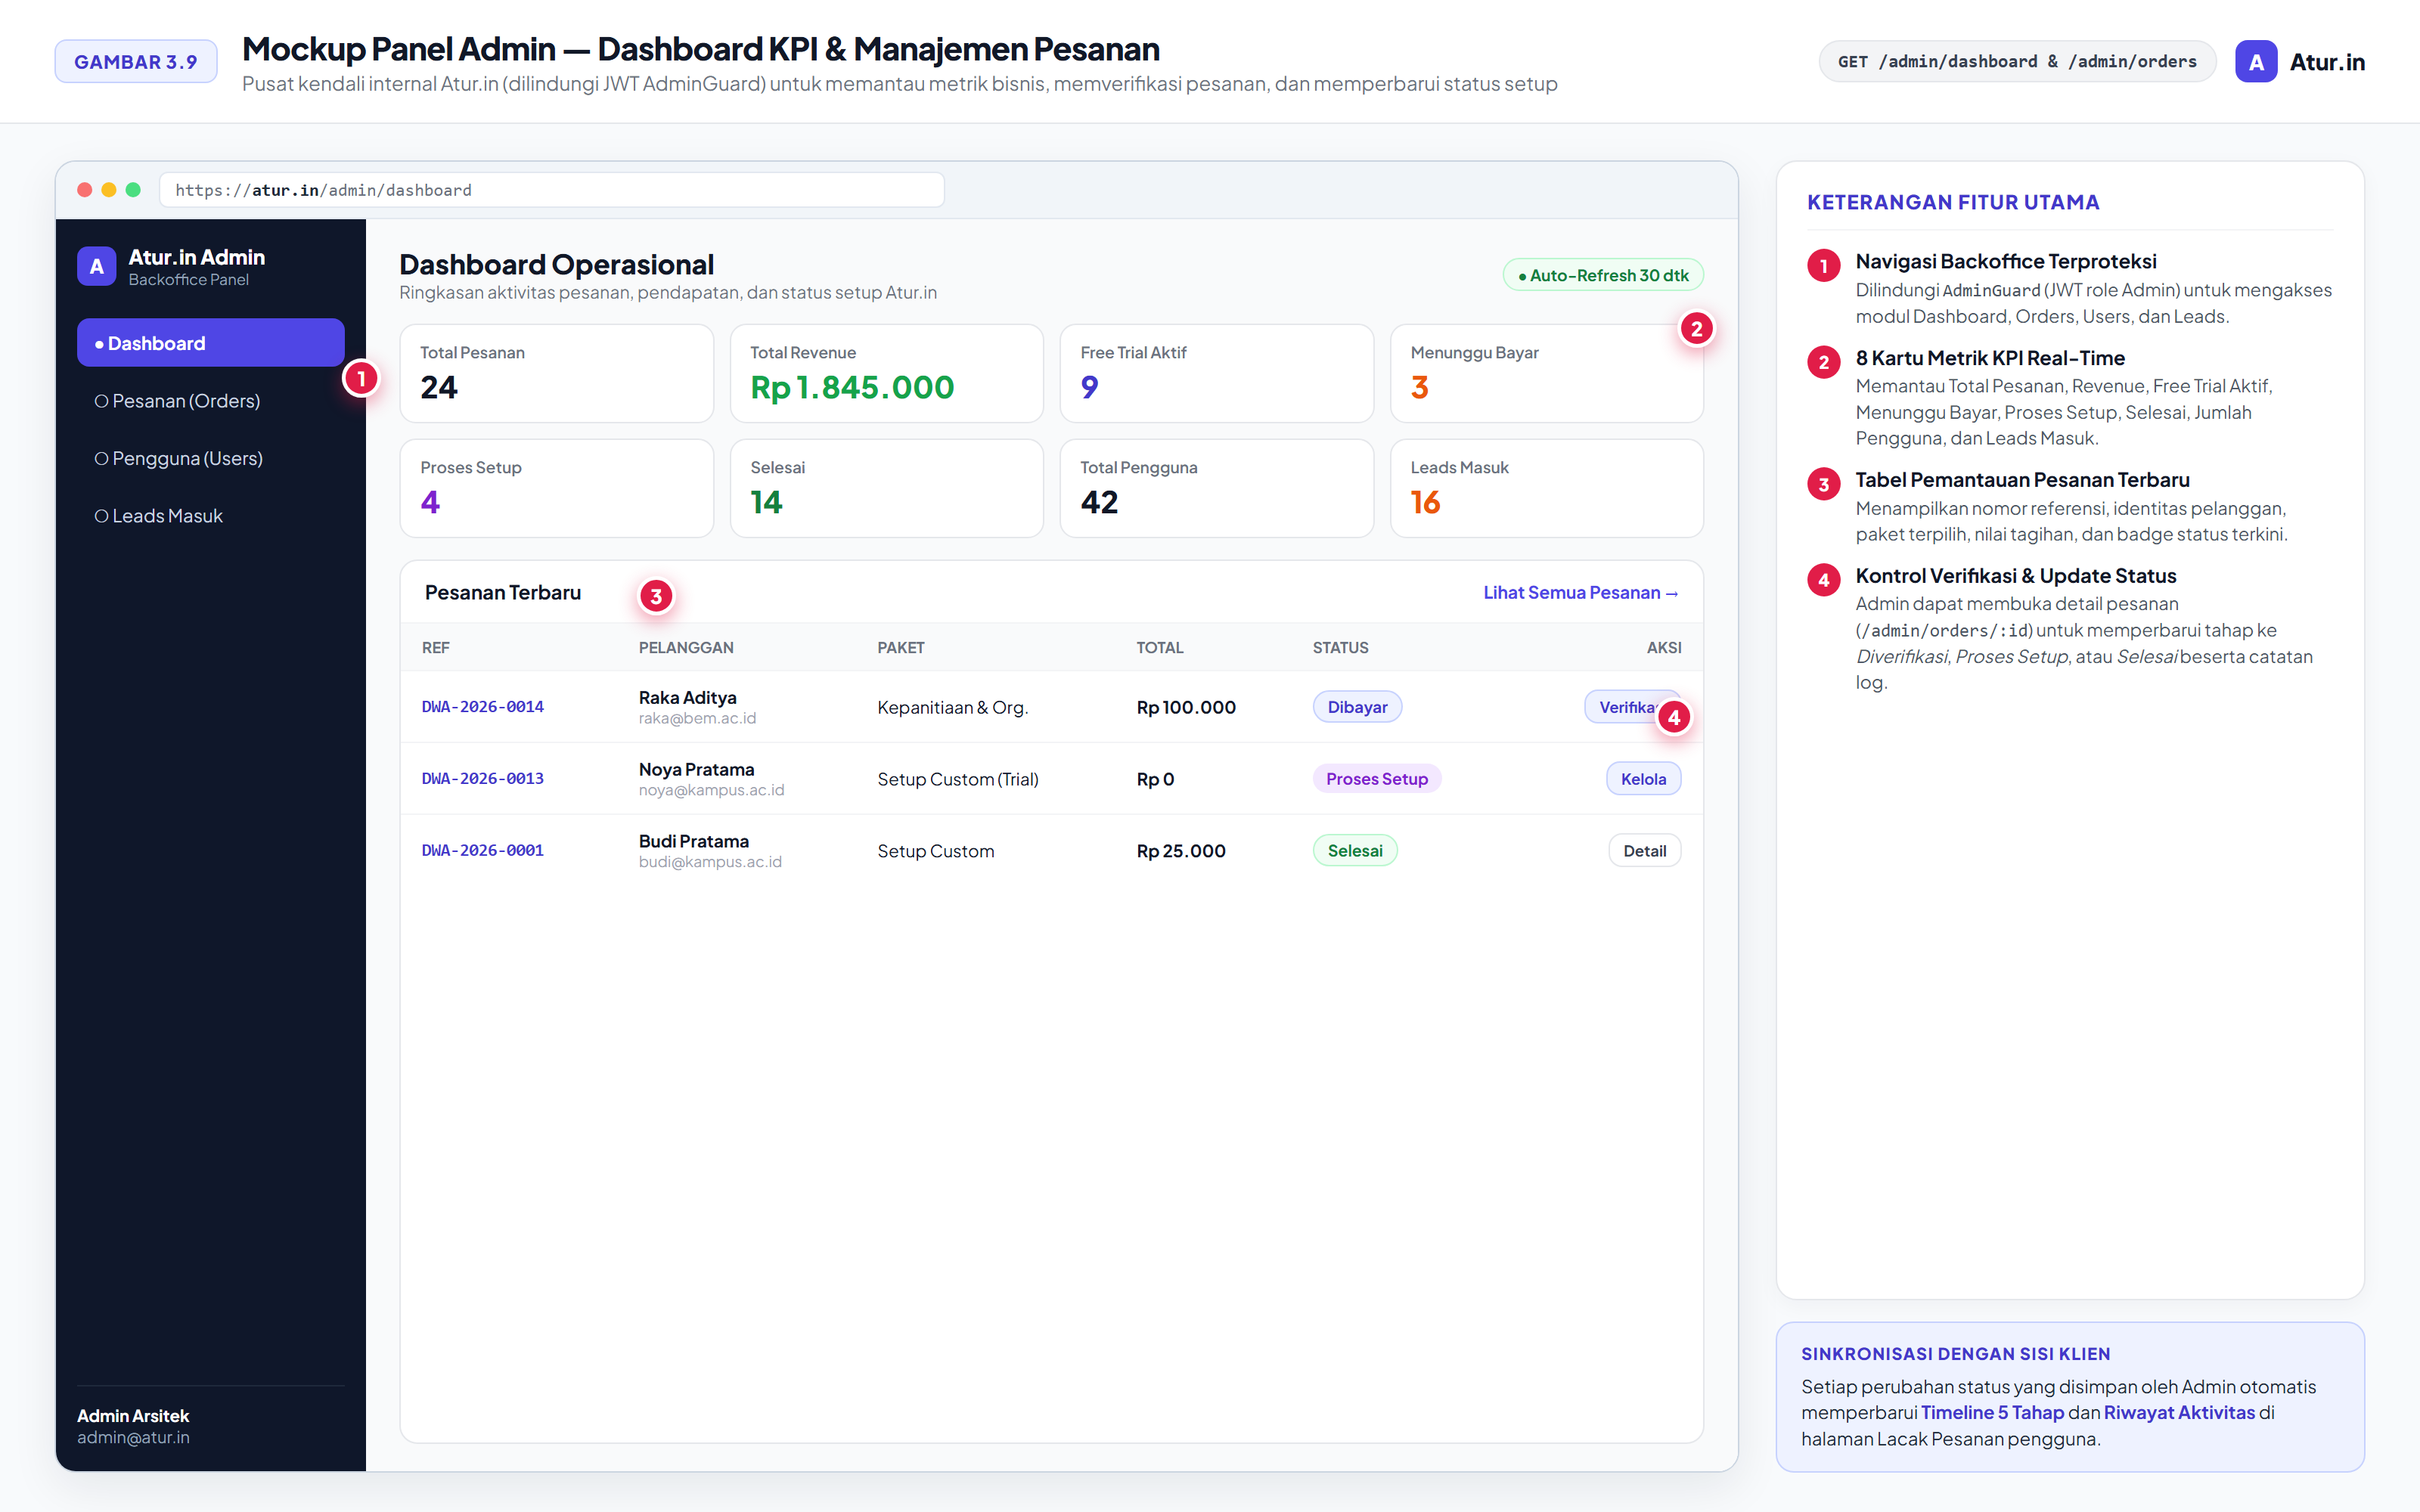 GAMBAR 3.9
Mockup Panel Admin — Dashboard KPI & Manajemen Pesanan
Pusat kendali internal Atur.in (dilindungi JWT AdminGuard) untuk memantau metrik bisnis, memverifikasi pesanan, dan memperbarui status setup
GET /admin/dashboard & /admin/orders
A Atur.in
https://atur.in/admin/dashboard
A
Atur.in Admin
Backoffice Panel
● Dashboard
○ Pesanan (Orders)
○ Pengguna (Users)
○ Leads Masuk
1
Admin Arsitek
admin@atur.in
Dashboard Operasional
Ringkasan aktivitas pesanan, pendapatan, dan status setup Atur.in
● Auto-Refresh 30 dtk
2
Total Pesanan
24
Total Revenue
Rp 1.845.000
Free Trial Aktif
9
Menunggu Bayar
3
Proses Setup
4
Selesai
14
Total Pengguna
42
Leads Masuk
16
Pesanan Terbaru
3
Lihat Semua Pesanan →
REF PELANGGAN PAKET TOTAL STATUS AKSI
DWA-2026-0014
Raka Aditya
raka@bem.ac.id
Kepanitiaan & Org.
Rp 100.000
Dibayar
4
DWA-2026-0013
Noya Pratama
noya@kampus.ac.id
Setup Custom (Trial)
Rp 0
Proses Setup
Kelola
DWA-2026-0001
Budi Pratama
budi@kampus.ac.id
Setup Custom
Rp 25.000
Selesai
Detail
KETERANGAN FITUR UTAMA
1 Navigasi Backoffice Terproteksi
Dilindungi AdminGuard (JWT role Admin) untuk mengakses
modul Dashboard, Orders, Users, dan Leads.
2 8 Kartu Metrik KPI Real-Time
Memantau Total Pesanan, Revenue, Free Trial Aktif,
Menunggu Bayar, Proses Setup, Selesai, Jumlah
Pengguna, dan Leads Masuk.
3 Tabel Pemantauan Pesanan Terbaru
Menampilkan nomor referensi, identitas pelanggan,
paket terpilih, nilai tagihan, dan badge status terkini.
4 Kontrol Verifikasi & Update Status
Admin dapat membuka detail pesanan
(/admin/orders/:id) untuk memperbarui tahap ke
Diverifikasi, Proses Setup, atau Selesai beserta catatan
log.
SINKRONISASI DENGAN SISI KLIEN
Setiap perubahan status yang disimpan oleh Admin otomatis
memperbarui Timeline 5 Tahap dan Riwayat Aktivitas di
halaman Lacak Pesanan pengguna.